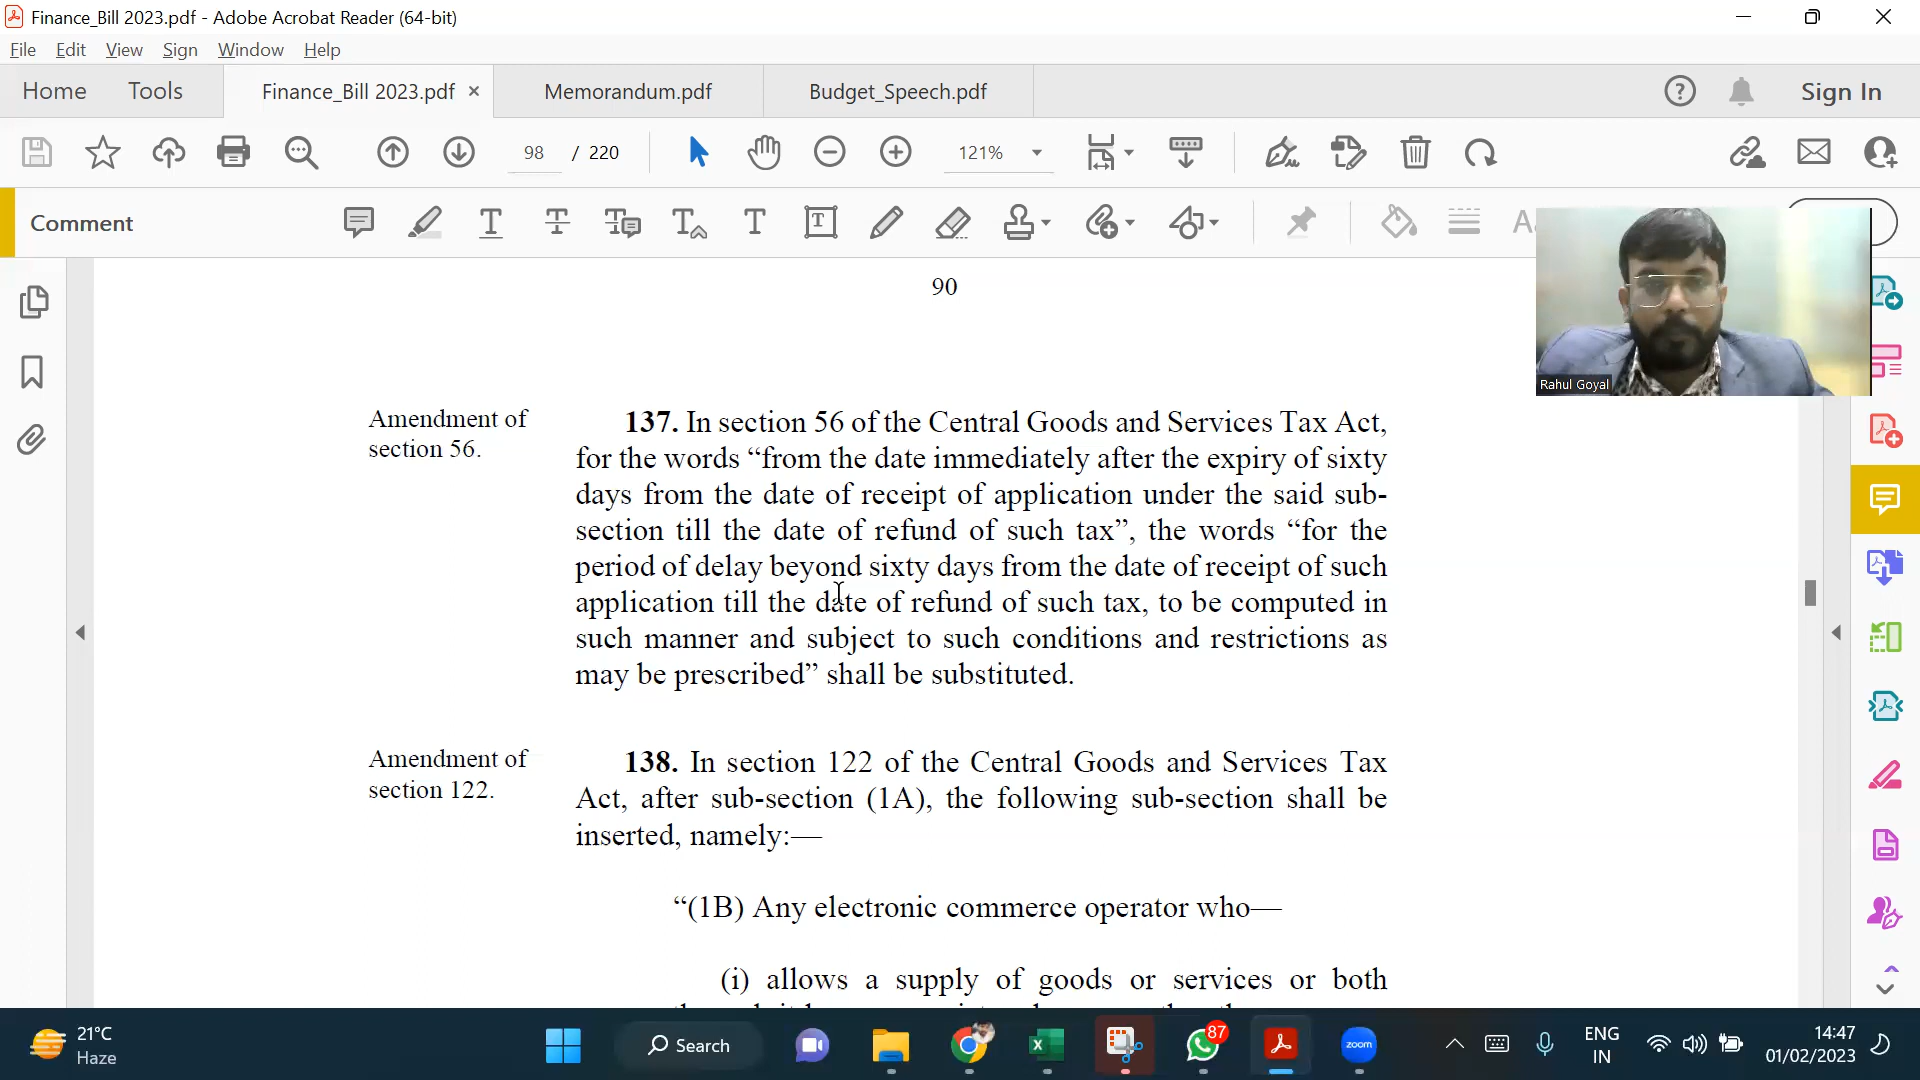 Finance_Bill 2023.pdf - Adobe Acrobat Reader (64-bit)
File Edit View Sign Window Help
Home Tools Finance_Bill 2023.pdf × Memorandum.pdf Budget_Speech.pdf Sign In
98 / 220 121%
Comment
90
Rahul Goyal
Amendment of
section 56.
137. In section 56 of the Central Goods and Services Tax Act,
for the words “from the date immediately after the expiry of sixty
days from the date of receipt of application under the said sub-
section till the date of refund of such tax”, the words “for the
period of delay beyond sixty days from the date of receipt of such
application till the date of refund of such tax, to be computed in
such manner and subject to such conditions and restrictions as
may be prescribed” shall be substituted.
Amendment of
section 122.
138. In section 122 of the Central Goods and Services Tax
Act, after sub-section (1A), the following sub-section shall be
inserted, namely:—
“(1B) Any electronic commerce operator who—
(i) allows a supply of goods or services or both
21°C
Haze
Search
87
zoom
ENG
IN
14:47
01/02/2023